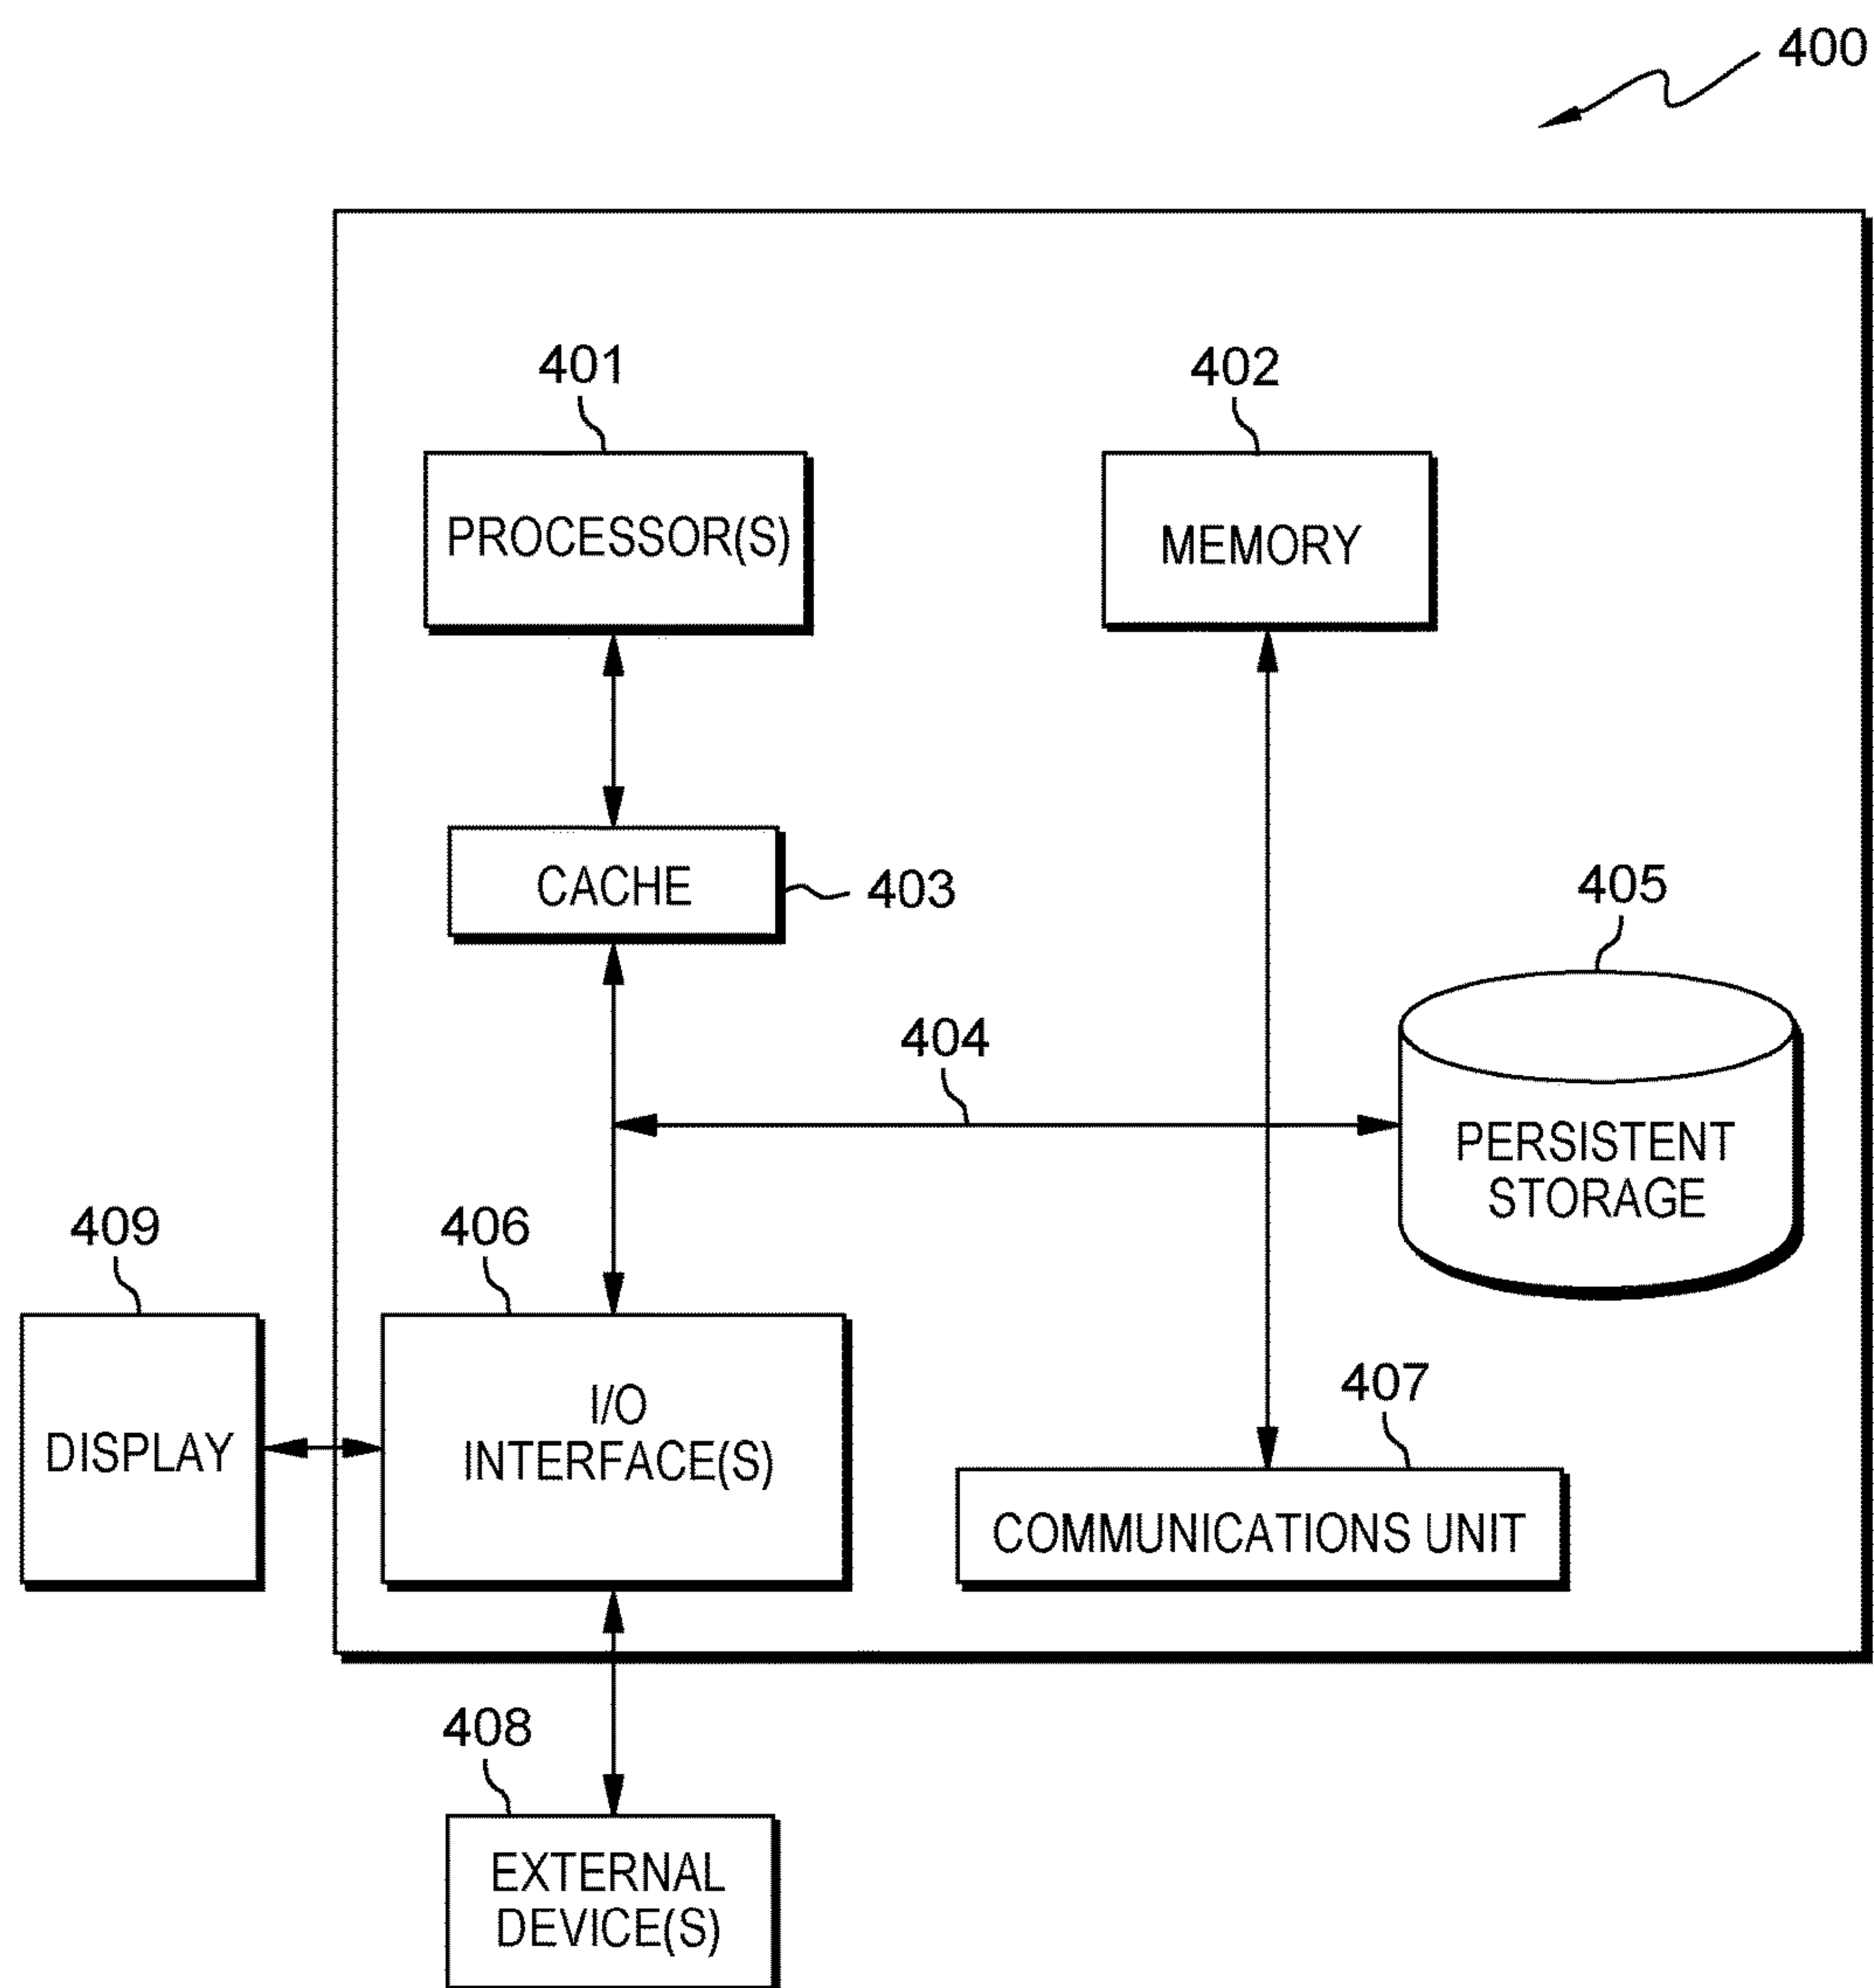 400
401
402
PROCESSOR(S)
MEMORY
CACHE
403
405
404
PERSISTENT
STORAGE
409
406
407
I/O
INTERFACE(S)
DISPLAY
COMMUNICATIONS UNIT
408
EXTERNAL
DEVICE(S)